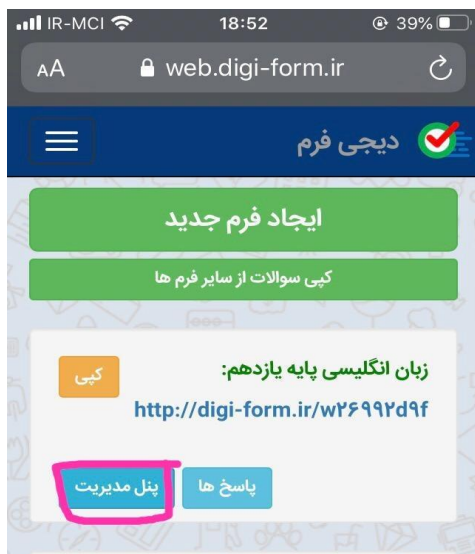 IR-MCI 18:52 39%
AA web.digi-form.ir
دیجی فرم
ایجاد فرم جدید
کپی سوالات از سایر فرم ها
زبان انگلیسی پایه یازدهم:
کپی
http://digi-form.ir/w۲۶۹۹۲d۹f
پاسخ ها
پنل مدیریت